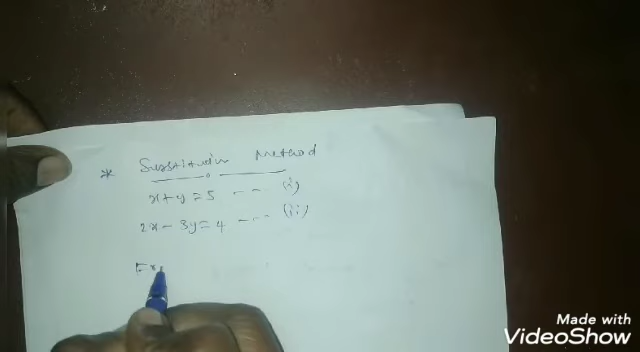 * Substitution Method
x+y=5 --- (i)
2x-3y=4 --- (ii)
Made with
VideoShow